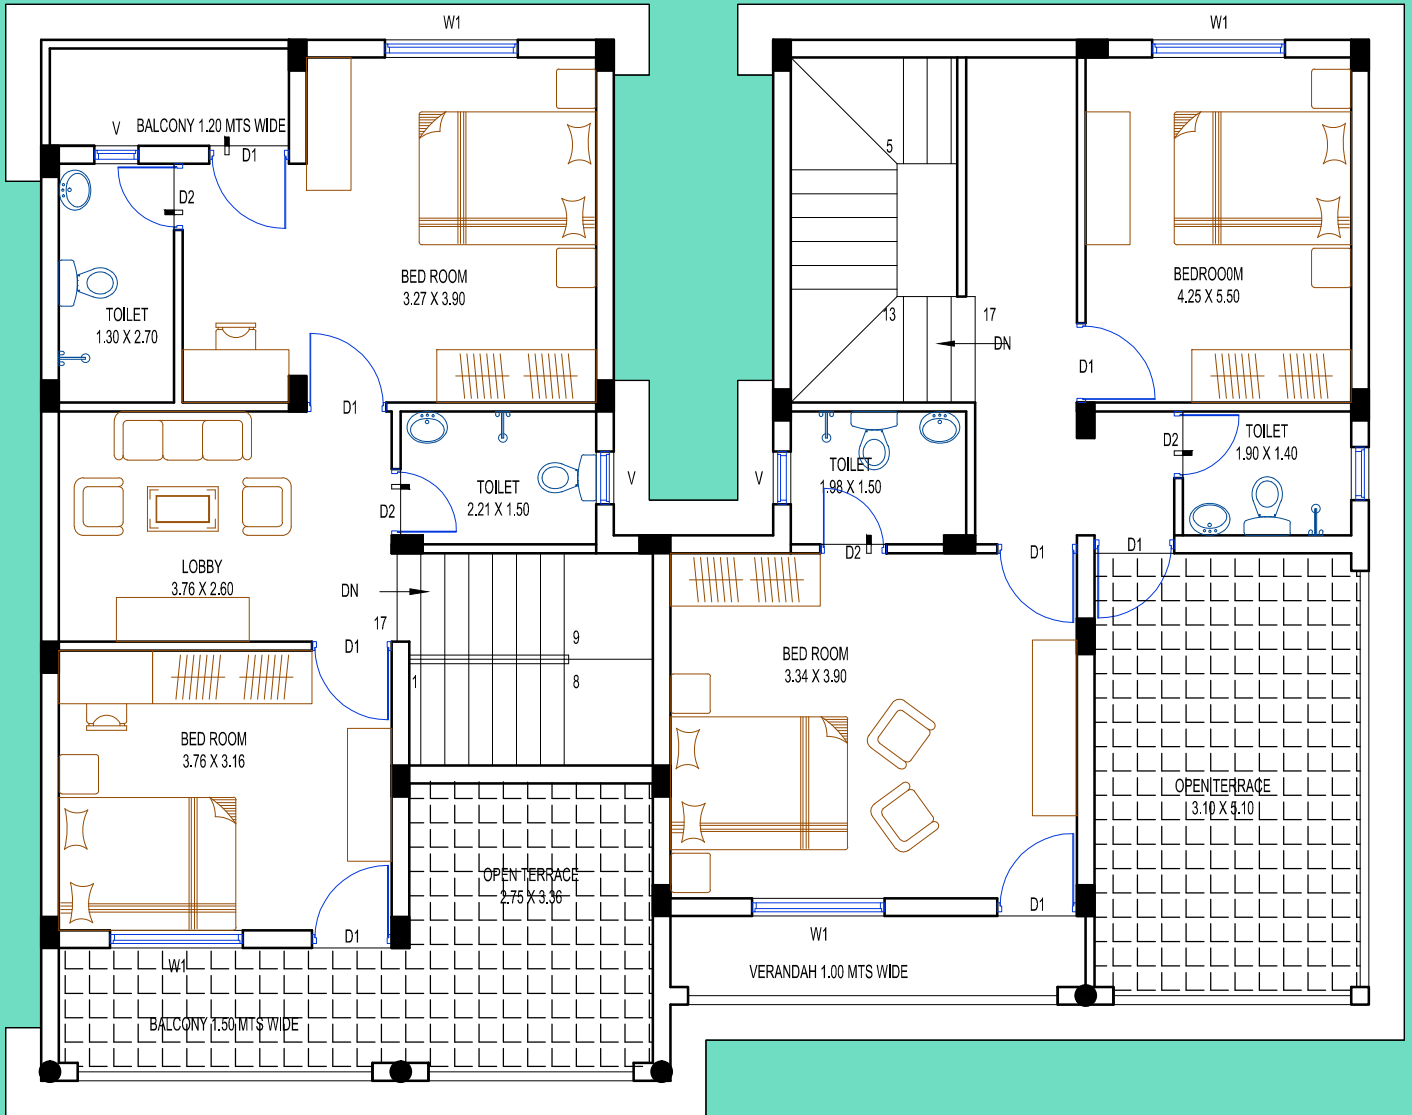 W1
W1
V
BALCONY 1.20 MTS WIDE
D1
D2
5
BED ROOM
3.27 X 3.90
BEDROO0M
4.25 X 5.50
TOILET
1.30 X 2.70
13
17
DN
D1
D1
D2
TOILET
1.90 X 1.40
V
V
TOILET
1.98 X 1.50
TOILET
2.21 X 1.50
D2
D2
D1
D1
LOBBY
3.76 X 2.60
DN
17
D1
9
1
8
BED ROOM
3.34 X 3.90
BED ROOM
3.76 X 3.16
OPEN TERRACE
3.10 X 5.10
OPEN TERRACE
2.75 X 3.36
D1
D1
W1
W1
VERANDAH 1.00 MTS WIDE
BALCONY 1.50 MTS WIDE